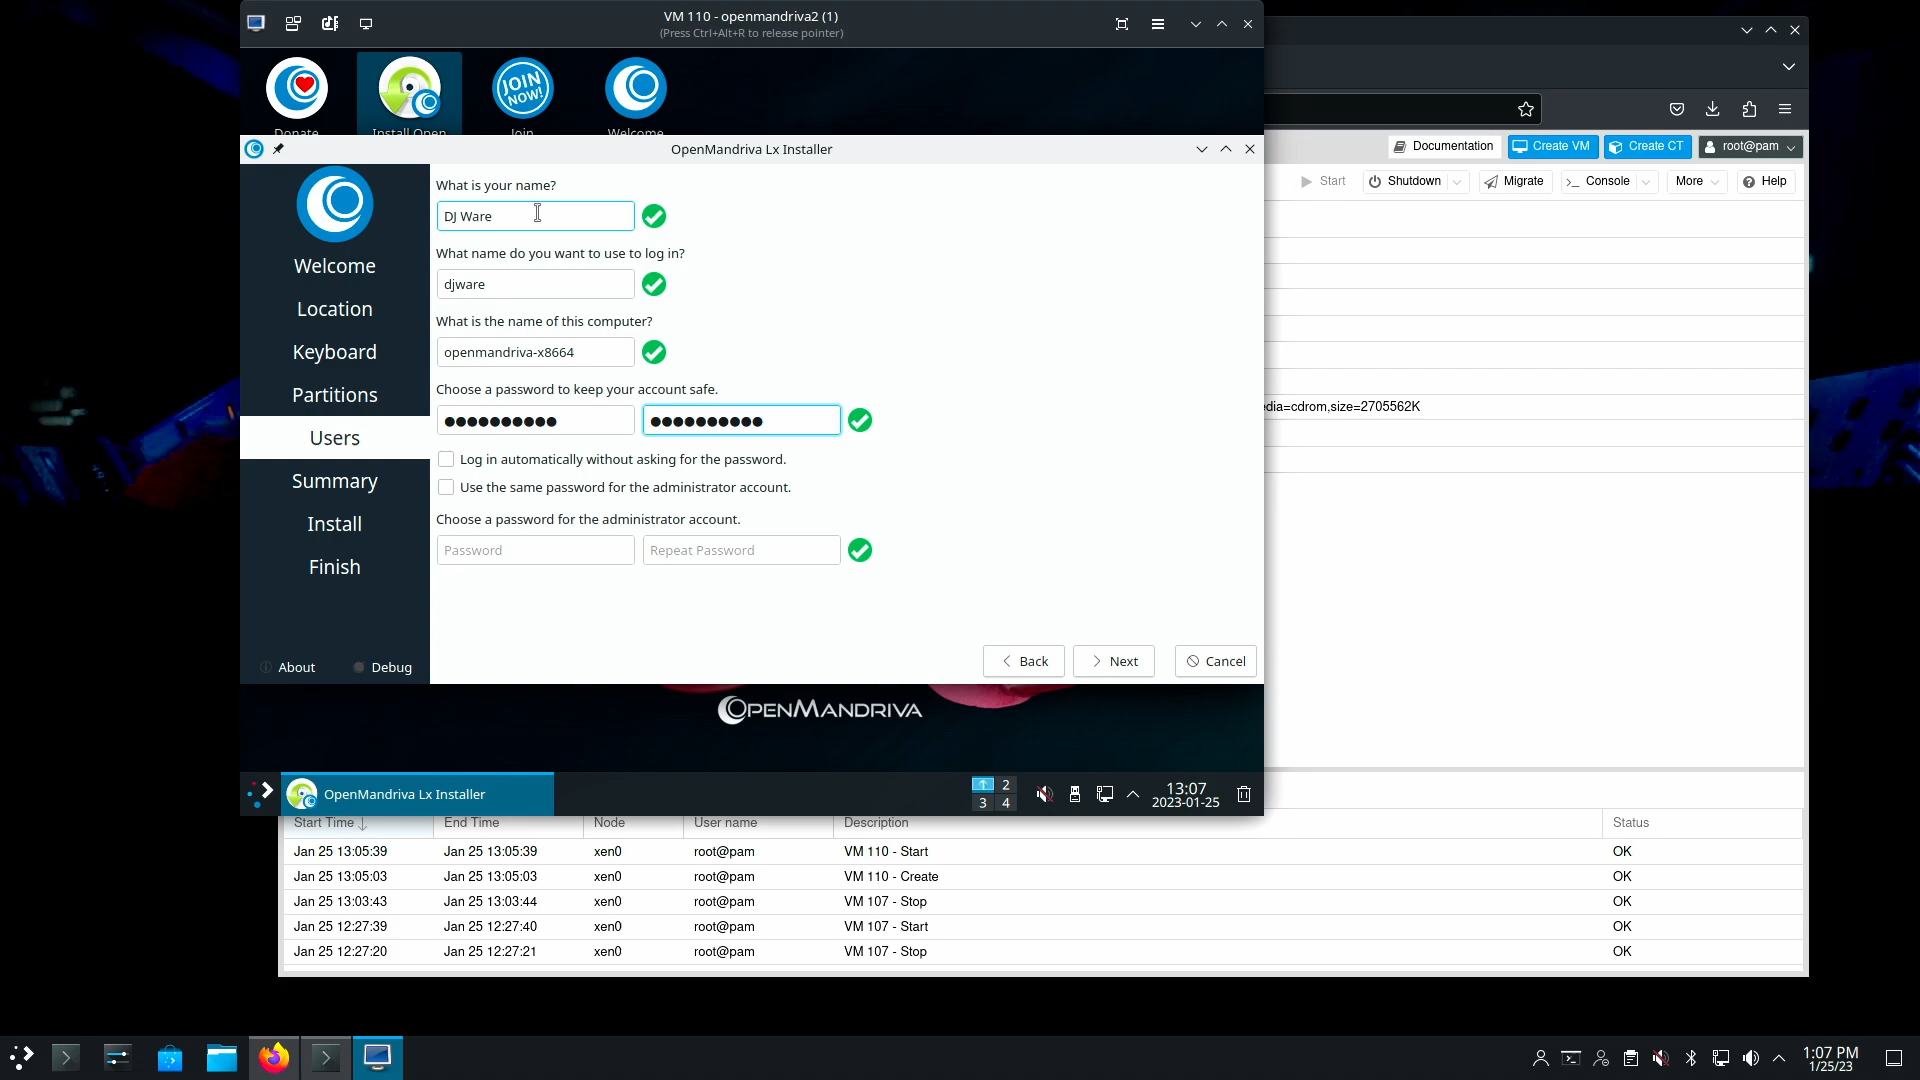 VM 110 - openmandriva2 (1)
(Press Ctrl+Alt+R to release pointer)
Donate
Install Open
JOIN NOW!
Join
Welcome
OpenMandriva Lx Installer
Welcome
Location
Keyboard
Partitions
Users
Summary
Install
Finish
About
Debug
What is your name?
DJ Ware
What name do you want to use to log in?
djware
What is the name of this computer?
openmandriva-x8664
Choose a password to keep your account safe.
●●●●●●●●●● ●●●●●●●●●●
Log in automatically without asking for the password.
Use the same password for the administrator account.
Choose a password for the administrator account.
Password Repeat Password
Back Next Cancel
OPENMANDRIVA
OpenMandriva Lx Installer
1 2
3 4
13:07
2023-01-25
Documentation Create VM Create CT root@pam
Start Shutdown Migrate >_ Console More Help
edia=cdrom,size=2705562K
Start Time ↓ End Time Node User name Description Status
Jan 25 13:05:39 Jan 25 13:05:39 xen0 root@pam VM 110 - Start OK
Jan 25 13:05:03 Jan 25 13:05:03 xen0 root@pam VM 110 - Create OK
Jan 25 13:03:43 Jan 25 13:03:44 xen0 root@pam VM 107 - Stop OK
Jan 25 12:27:39 Jan 25 12:27:40 xen0 root@pam VM 107 - Start OK
Jan 25 12:27:20 Jan 25 12:27:21 xen0 root@pam VM 107 - Stop OK
1:07 PM
1/25/23